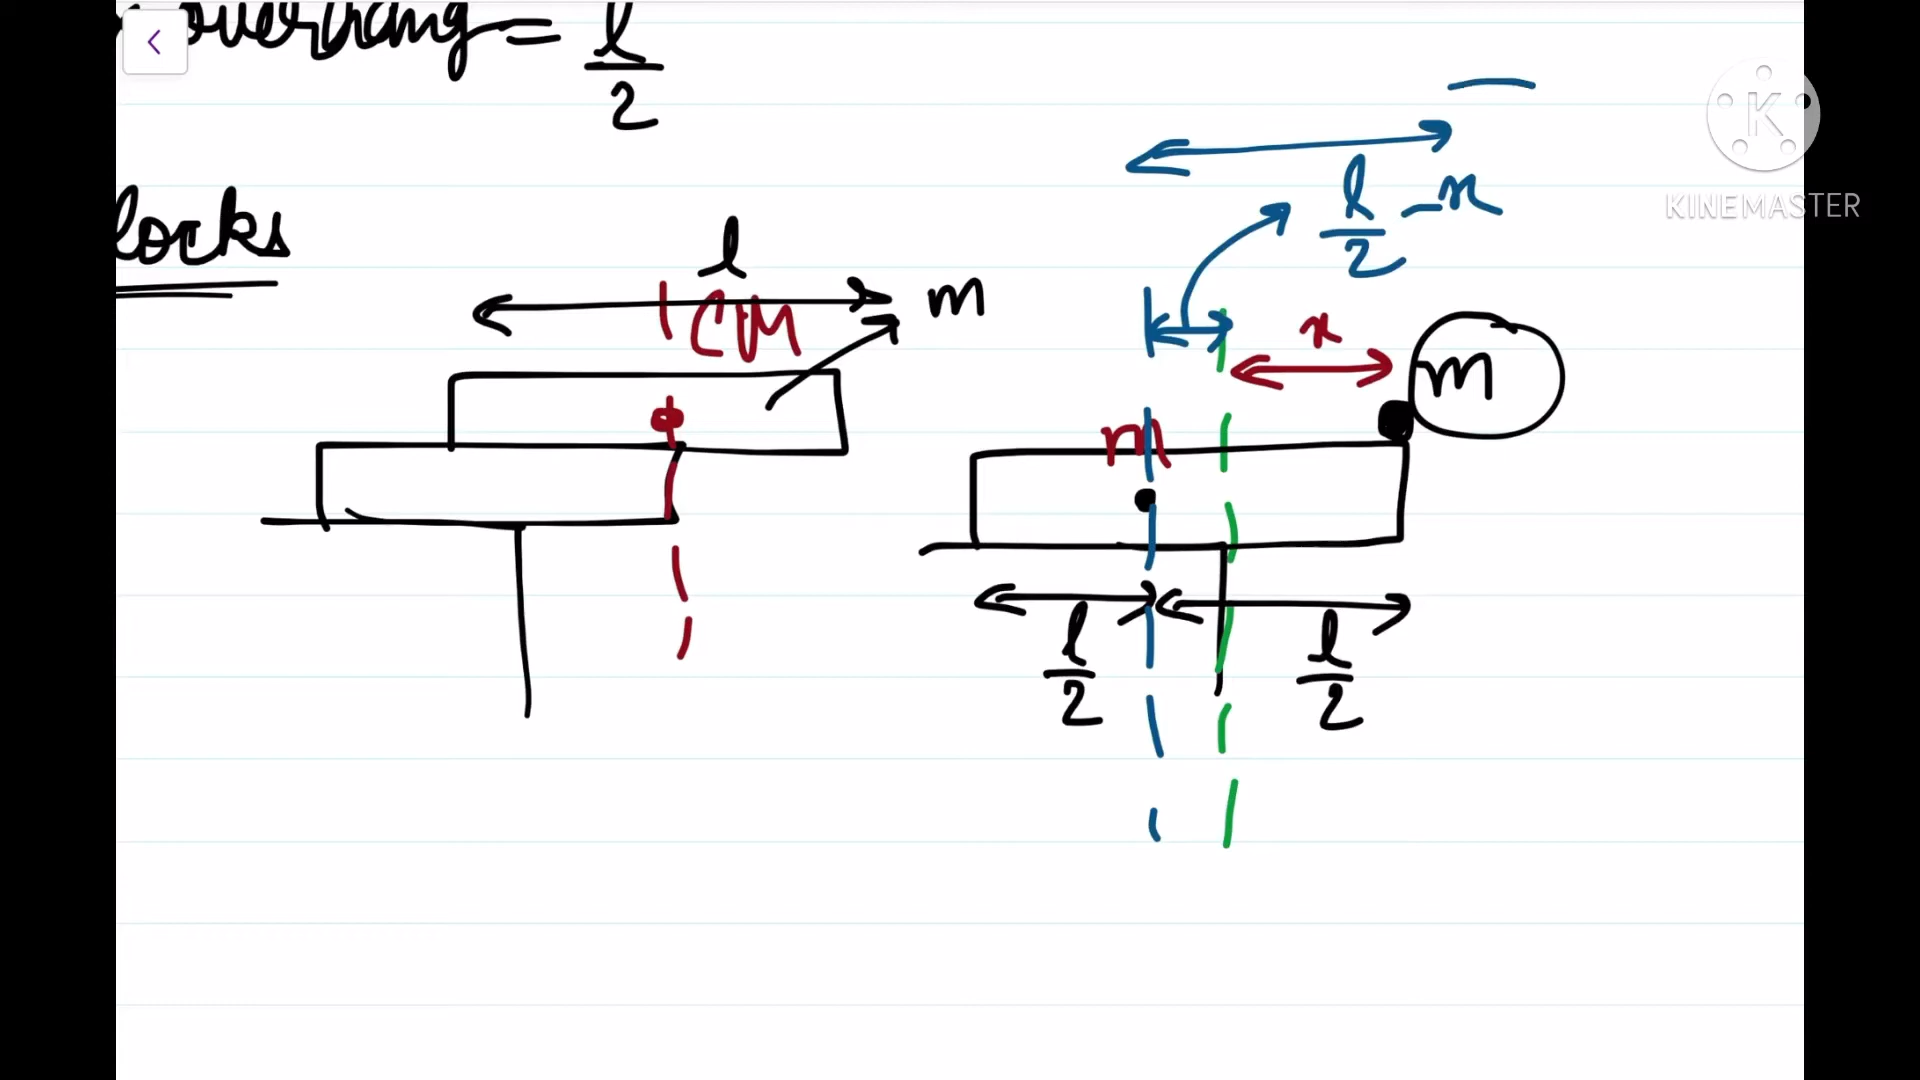 overhang = l/2
locks
l
m
CM
l/2 - x
x
m
m
l/2
l/2
K
KINEMASTER